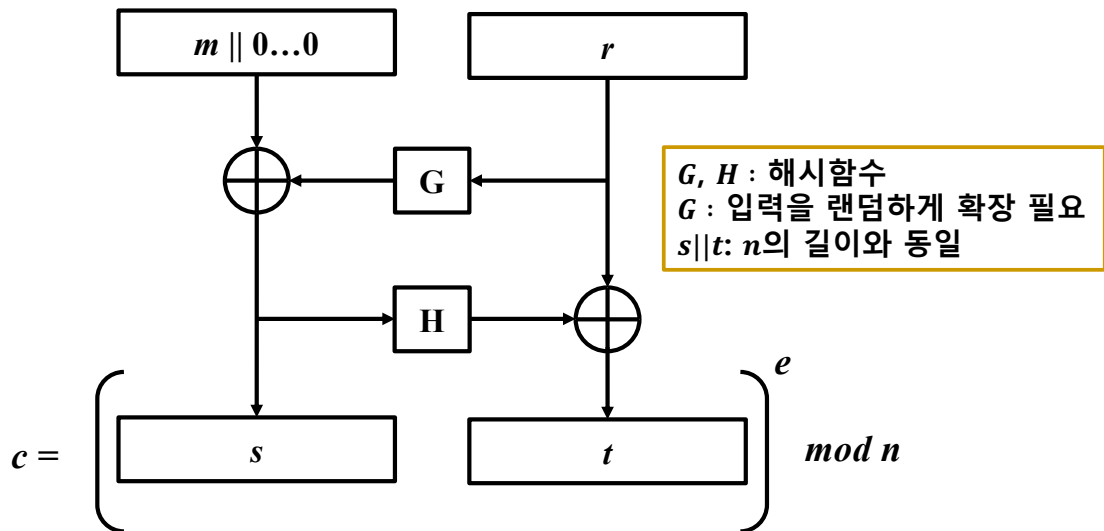 m || 0…0
r
G
G, H : 해시함수
G : 입력을 랜덤하게 확장 필요
s||t: n의 길이와 동일
H
e
c =
s
t
mod n